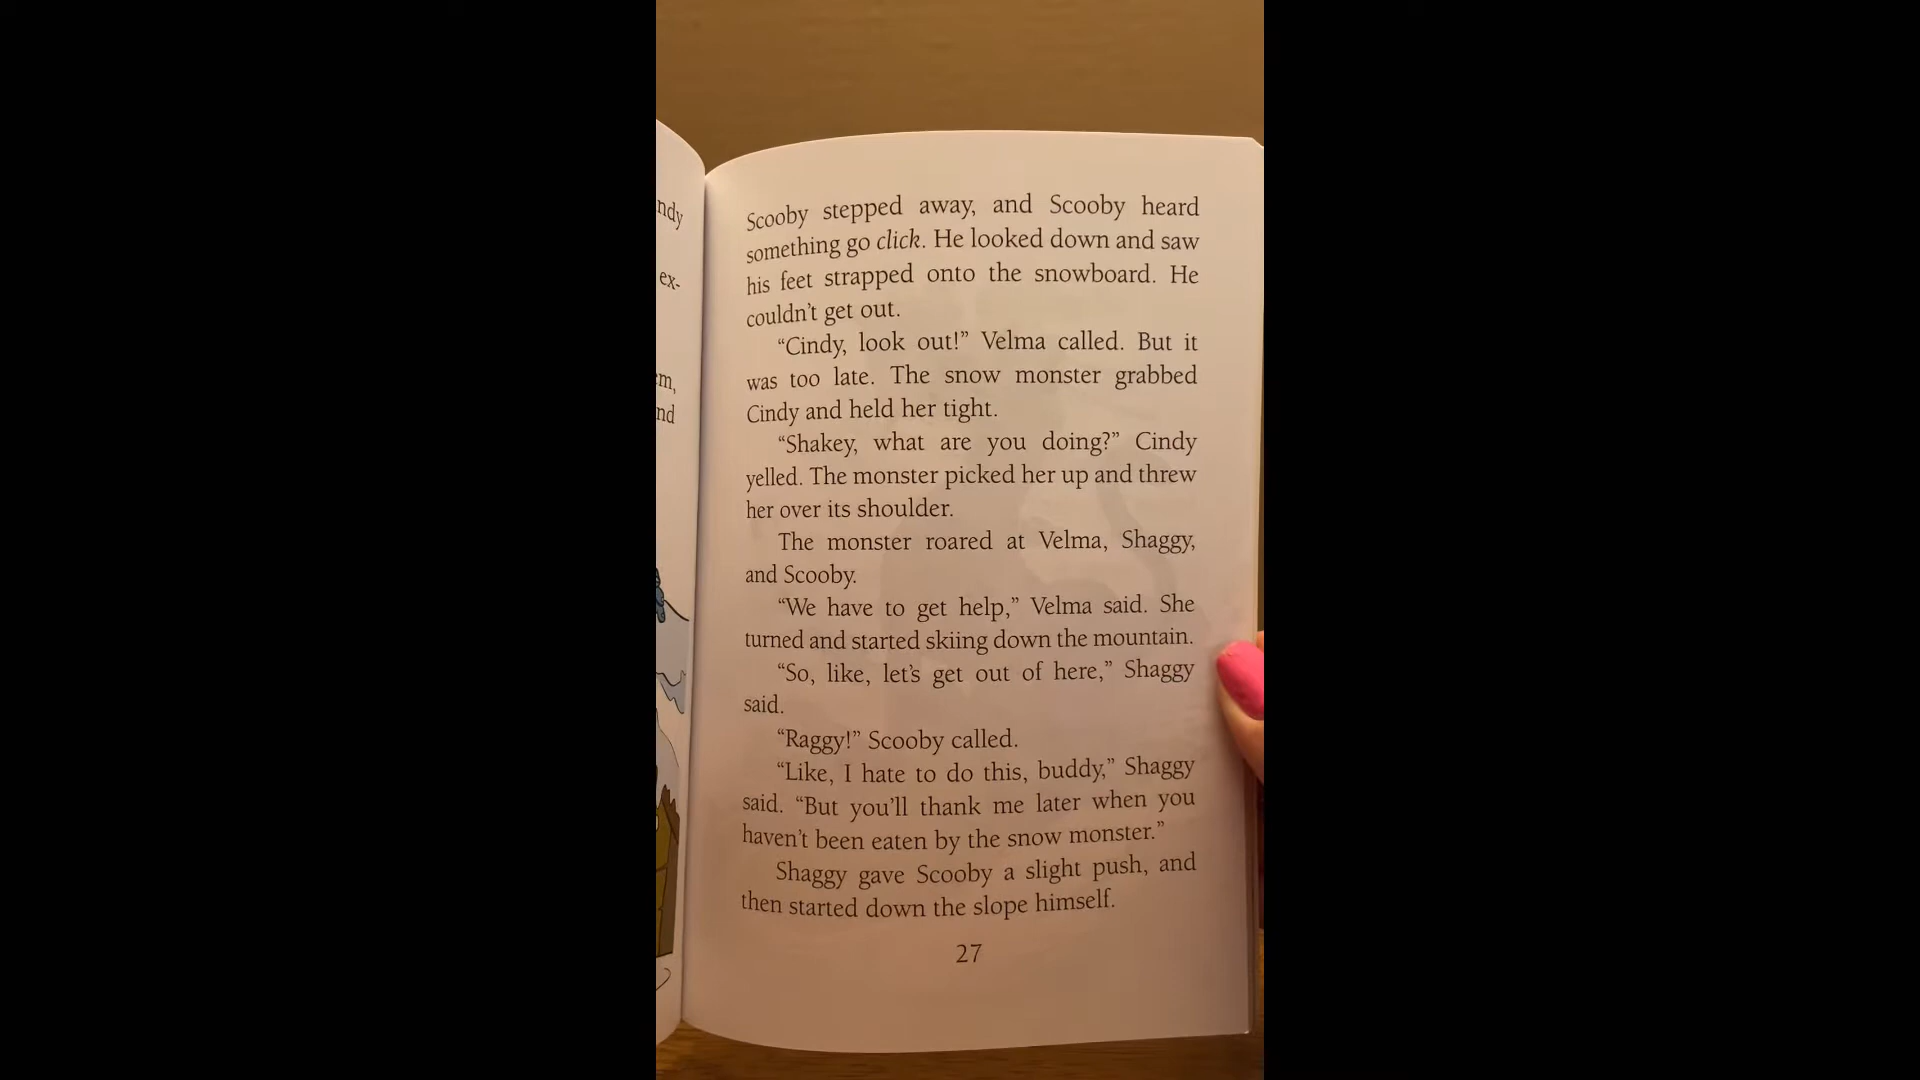 ndy
ex-
em,
nd
Scooby stepped away, and Scooby heard
something go click. He looked down and saw
his feet strapped onto the snowboard. He
couldn’t get out.
“Cindy, look out!” Velma called. But it
was too late. The snow monster grabbed
Cindy and held her tight.
“Shakey, what are you doing?” Cindy
yelled. The monster picked her up and threw
her over its shoulder.
The monster roared at Velma, Shaggy,
and Scooby.
“We have to get help,” Velma said. She
turned and started skiing down the mountain.
“So, like, let’s get out of here,” Shaggy
said.
“Raggy!” Scooby called.
“Like, I hate to do this, buddy,” Shaggy
said. “But you’ll thank me later when you
haven’t been eaten by the snow monster.”
Shaggy gave Scooby a slight push, and
then started down the slope himself.
27